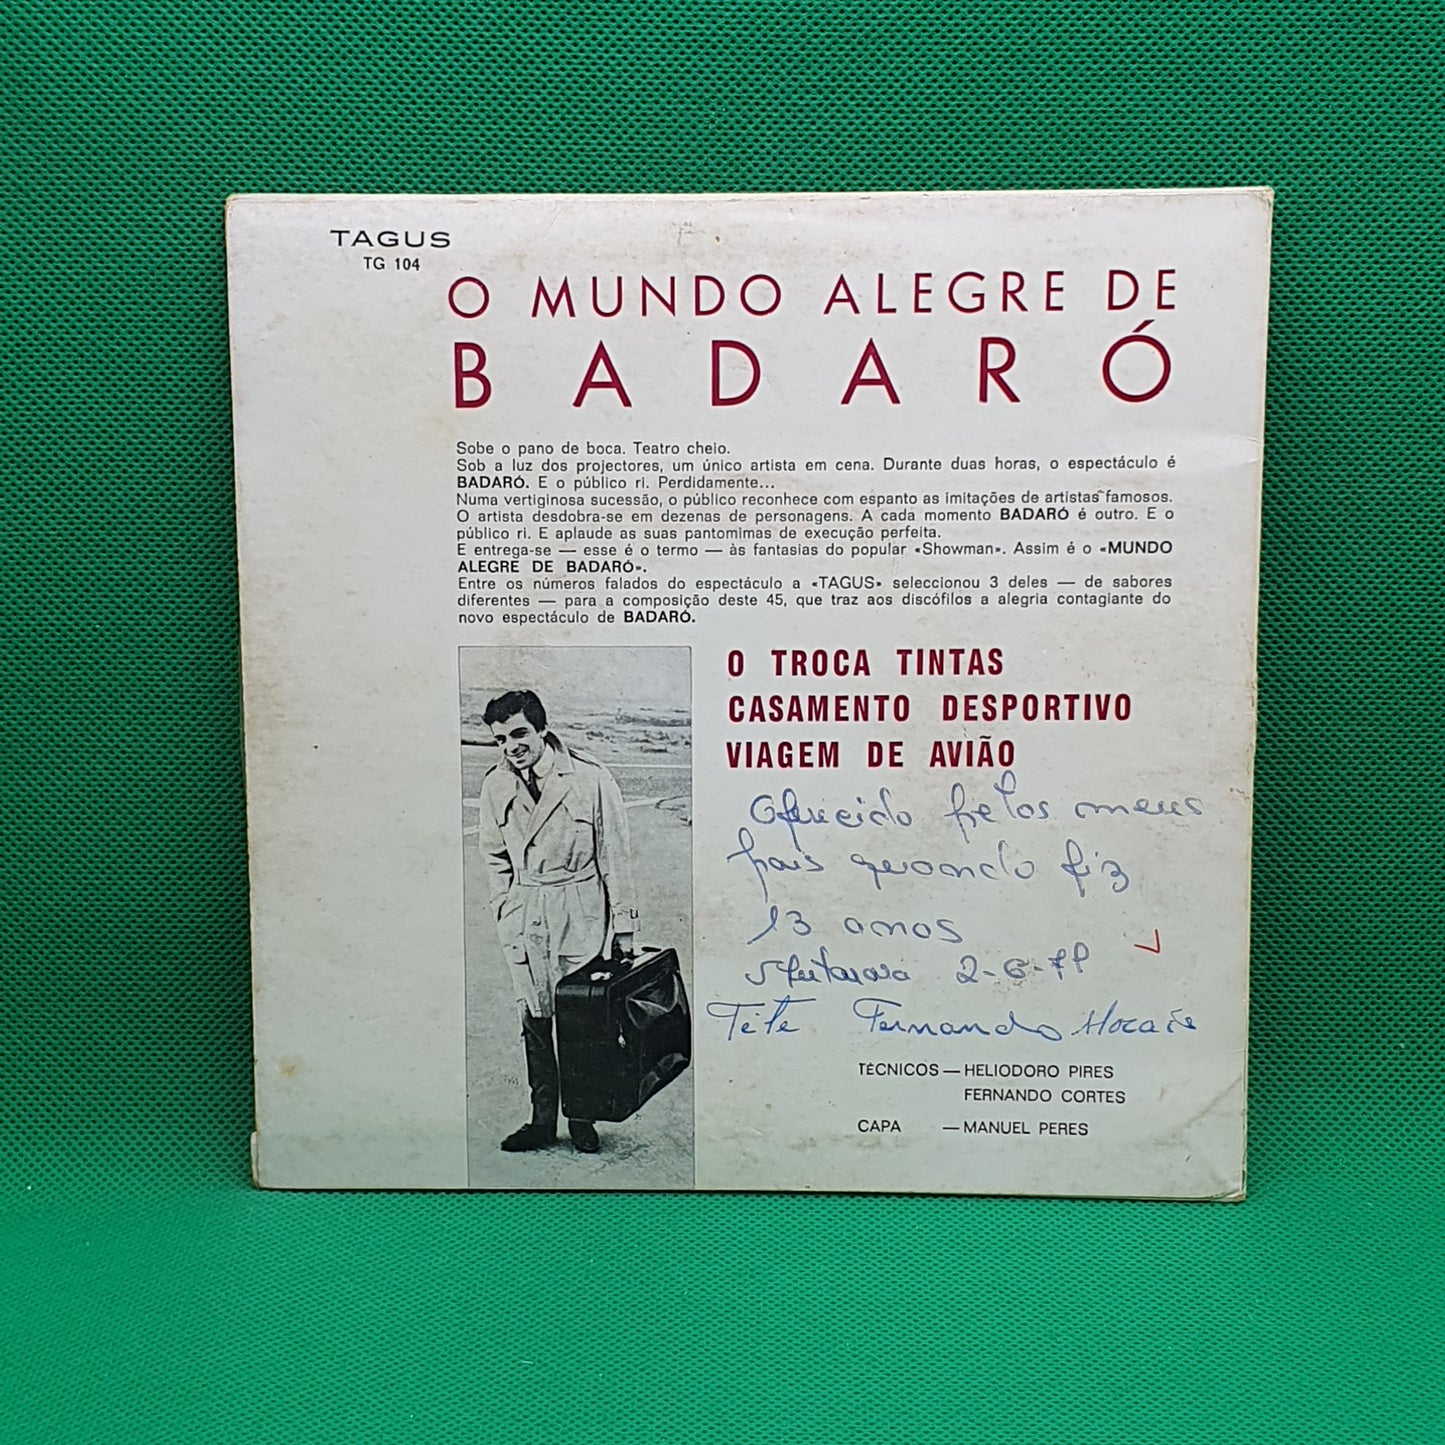 TAGUS
TG 104
O MUNDO ALEGRE DE
BADARÓ
Sobe o pano de boca. Teatro cheio.
Sob a luz dos projectores, um único artista em cena. Durante duas horas, o espectáculo é
BADARÓ. E o público ri. Perdidamente...
Numa vertiginosa sucessão, o público reconhece com espanto as imitações de artistas famosos.
O artista desdobra-se em dezenas de personagens. A cada momento BADARÓ é outro. E o
público ri. E aplaude as suas pantomimas de execução perfeita.
E entrega-se — esse é o termo — às fantasias do popular «Showman». Assim é o «MUNDO
ALEGRE DE BADARÓ».
Entre os números falados do espectáculo a «TAGUS» seleccionou 3 deles — de sabores
diferentes — para a composição deste 45, que traz aos discófilos a alegria contagiante do
novo espectáculo de BADARÓ.
O TROCA TINTAS
CASAMENTO DESPORTIVO
VIAGEM DE AVIÃO
Oferecido pelos meus
pais quando fiz
13 anos
2-6-
Tété Fernando Morais
TÉCNICOS — HELIODORO PIRES
FERNANDO CORTES
CAPA — MANUEL PERES